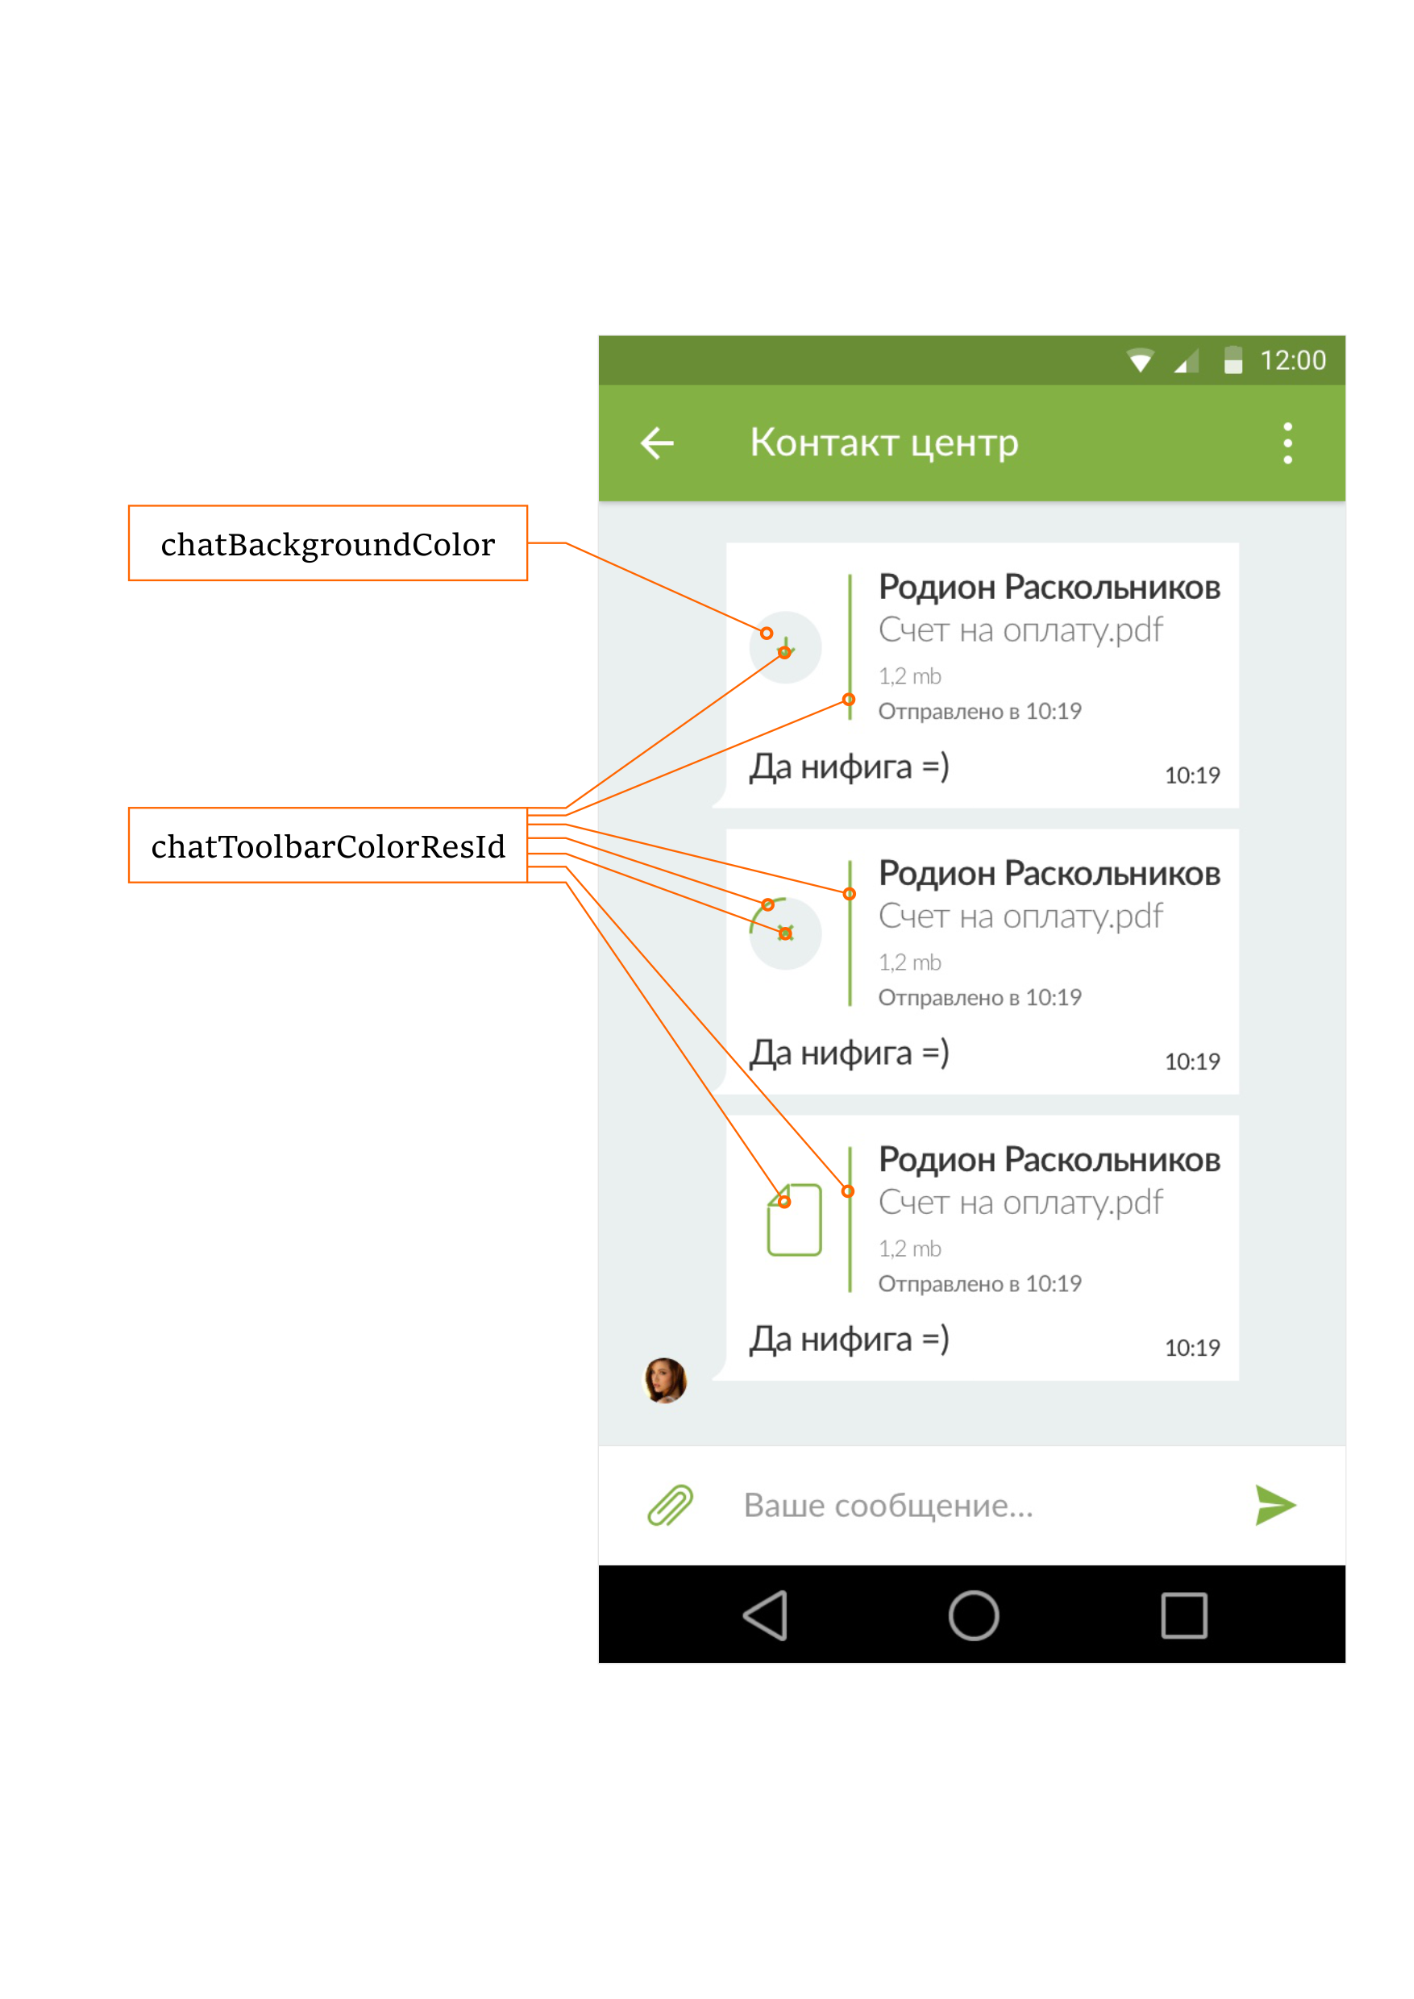 12:00
Контакт центр
chatBackgroundColor
Родион Раскольников
Счет на оплату.pdf
1,2 mb
Отправлено в 10:19
Да нифига =)
10:19
chatToolbarColorResId
Родион Раскольников
Счет на оплату.pdf
1,2 mb
Отправлено в 10:19
Да нифига =)
10:19
Родион Раскольников
Счет на оплату.pdf
1,2 mb
Отправлено в 10:19
Да нифига =)
10:19
Ваше сообщение...